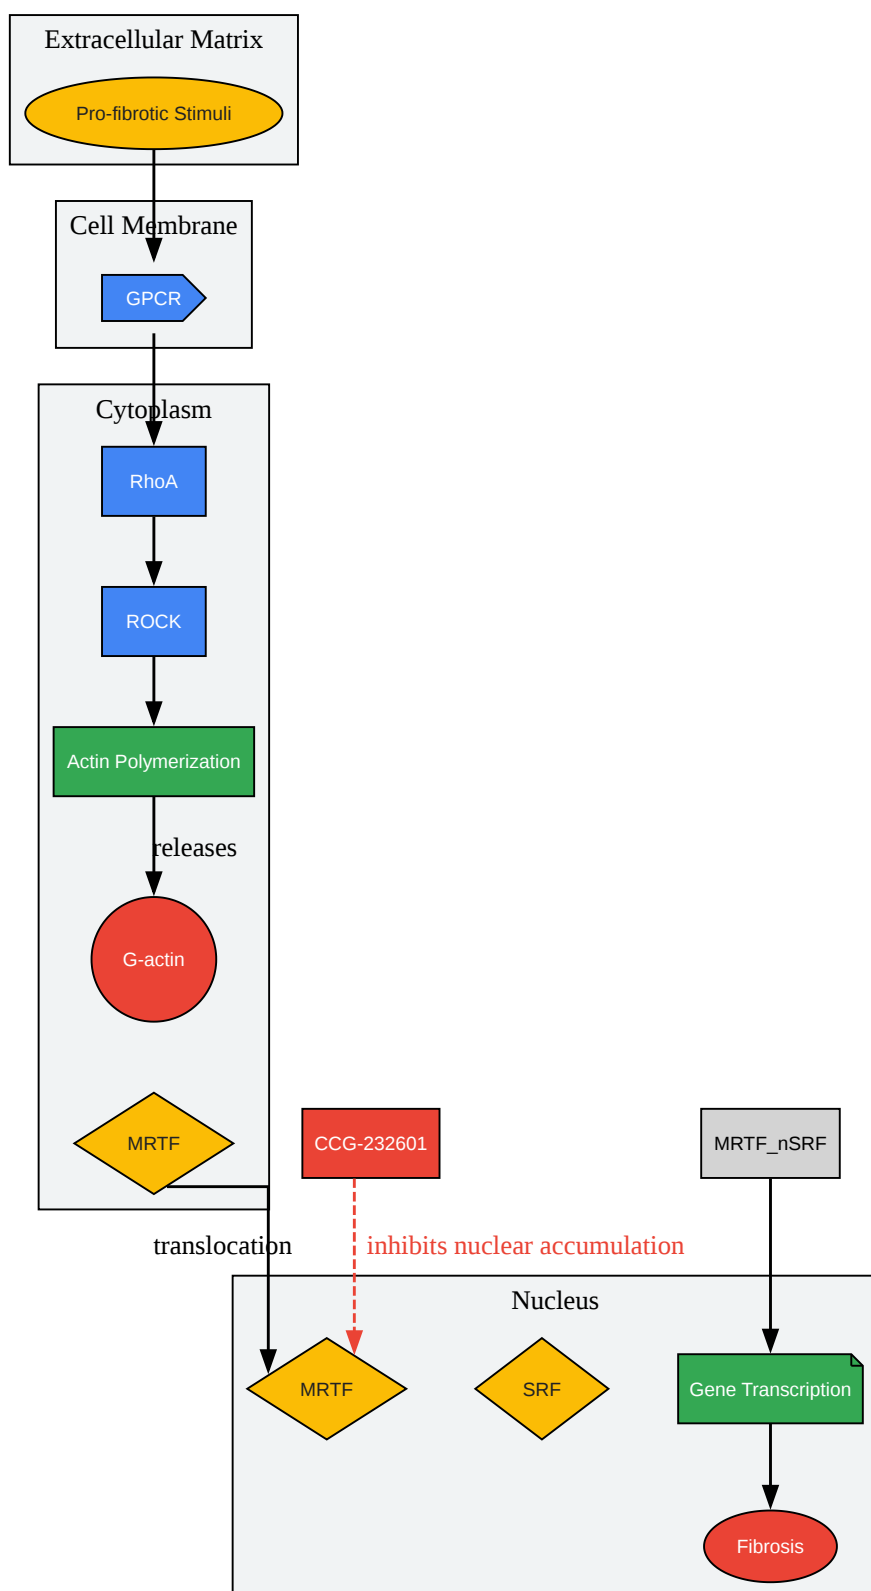 Extracellular Matrix
Pro-fibrotic Stimuli
Cell Membrane
GPCR
Cytoplasm
RhoA
ROCK
Actin Polymerization
releases
G-actin
MRTF
CCG-232601
MRTF_nSRF
translocation
inhibits nuclear accumulation
Nucleus
MRTF
SRF
Gene Transcription
Fibrosis